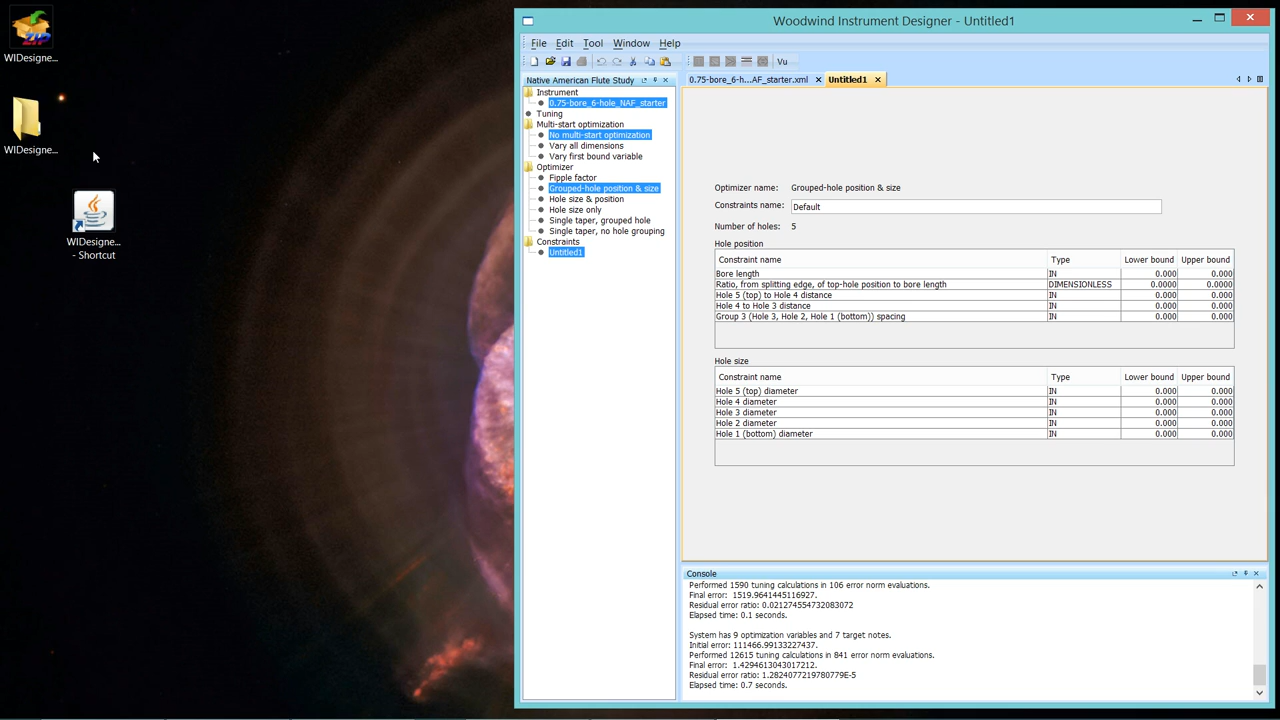 WIDesigne...
WIDesigne...
WIDesigne...
- Shortcut
Woodwind Instrument Designer - Untitled1
File Edit Tool Window Help
Vu
Native American Flute Study
Instrument
0.75-bore_6-hole_NAF_starter
Tuning
Multi-start optimization
No multi-start optimization
Vary all dimensions
Vary first bound variable
Optimizer
Fipple factor
Grouped-hole position & size
Hole size & position
Hole size only
Single taper, grouped hole
Single taper, no hole grouping
Constraints
Untitled1
0.75-bore_6-h...AF_starter.xml Untitled1
Optimizer name: Grouped-hole position & size
Constraints name: Default
Number of holes: 5
Hole position
Constraint name Type Lower bound Upper bound
Bore length IN 0.000 0.000
Ratio, from splitting edge, of top-hole position to bore length DIMENSIONLESS 0.0000 0.0000
Hole 5 (top) to Hole 4 distance IN 0.000 0.000
Hole 4 to Hole 3 distance IN 0.000 0.000
Group 3 (Hole 3, Hole 2, Hole 1 (bottom)) spacing IN 0.000 0.000
Hole size
Constraint name Type Lower bound Upper bound
Hole 5 (top) diameter IN 0.000 0.000
Hole 4 diameter IN 0.000 0.000
Hole 3 diameter IN 0.000 0.000
Hole 2 diameter IN 0.000 0.000
Hole 1 (bottom) diameter IN 0.000 0.000
Console
Performed 1590 tuning calculations in 106 error norm evaluations.
Final error: 1519.9641445116927.
Residual error ratio: 0.021274554732083072
Elapsed time: 0.1 seconds.
System has 9 optimization variables and 7 target notes.
Initial error: 111466.99133227437.
Performed 12615 tuning calculations in 841 error norm evaluations.
Final error: 1.4294613043017212.
Residual error ratio: 1.2824077219780779E-5
Elapsed time: 0.7 seconds.